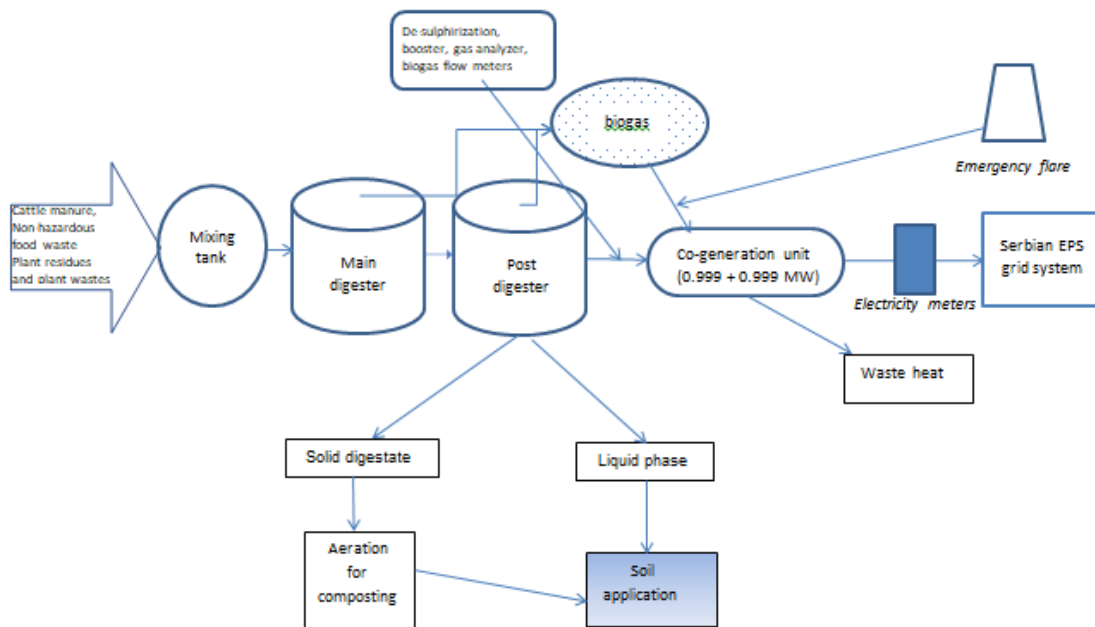 De-sulphirization,
booster, gas analyzer,
biogas flow meters
biogas
Emergency flare
Cattle manure,
Non hazardous
food waste
Plant residues
and plant wastes
Mixing
tank
Main
digester
Post
digester
Co-generation unit
(0.999 + 0.999 MW)
Electricity meters
Serbian EPS
grid system
Waste heat
Solid digestate
Liquid phase
Aeration
for
composting
Soil
application